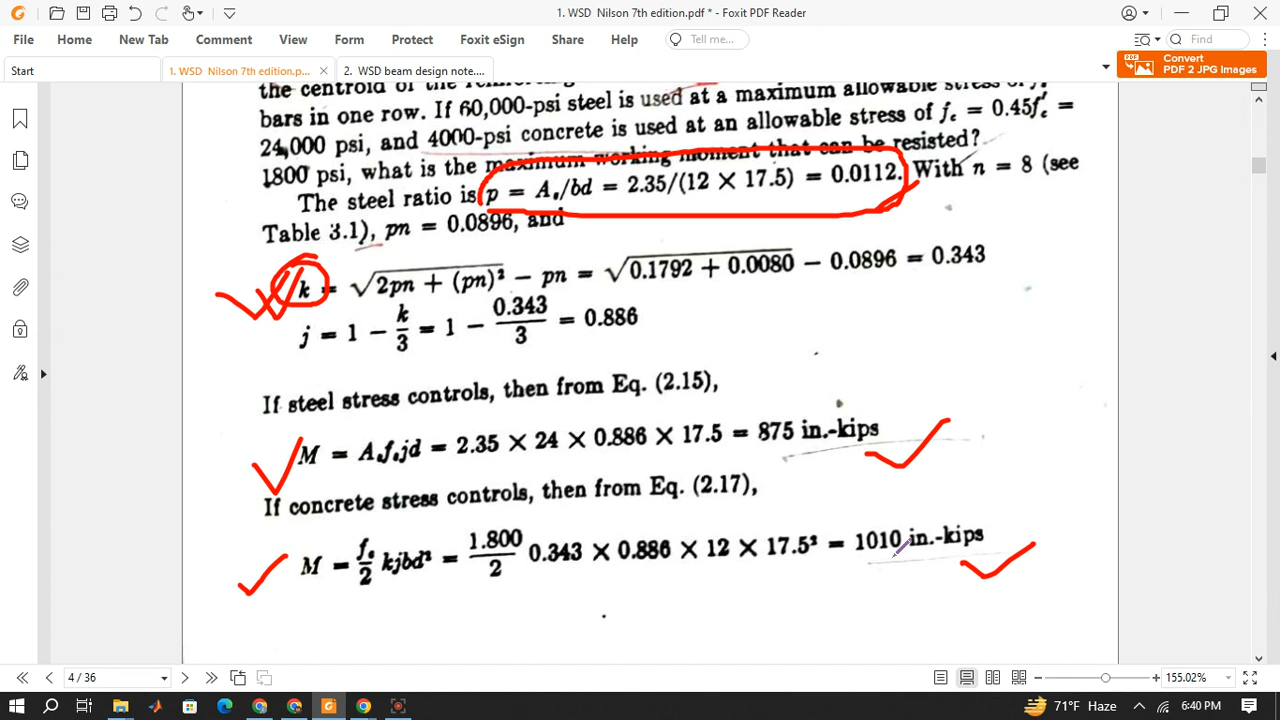 1. WSD Nilson 7th edition.pdf * - Foxit PDF Reader
File Home New Tab Comment View Form Protect Foxit eSign Share Help Tell me... Find
Start 1. WSD Nilson 7th edition.p... 2. WSD beam design note.... Convert
PDF 2 JPG Images
the centroid of the
bars in one row. If 60,000-psi steel is used at a maximum allowable stress of
24,000 psi, and 4000-psi concrete is used at an allowable stress of f_c = 0.45f'_c =
1800 psi, what is the maximum working moment that can be resisted?
The steel ratio is p = A_s/bd = 2.35/(12 × 17.5) = 0.0112. With n = 8 (see
Table 3.1), pn = 0.0896, and
k = √2pn + (pn)² − pn = √0.1792 + 0.0080 − 0.0896 = 0.343
j = 1 − k/3 = 1 − 0.343/3 = 0.886
If steel stress controls, then from Eq. (2.15),
M = A_sf_sjd = 2.35 × 24 × 0.886 × 17.5 = 875 in.-kips
If concrete stress controls, then from Eq. (2.17),
M = f_c/2 kjbd² = 1.800/2 0.343 × 0.886 × 12 × 17.5² = 1010 in.-kips
4 / 36 155.02%
71°F Haze 6:40 PM